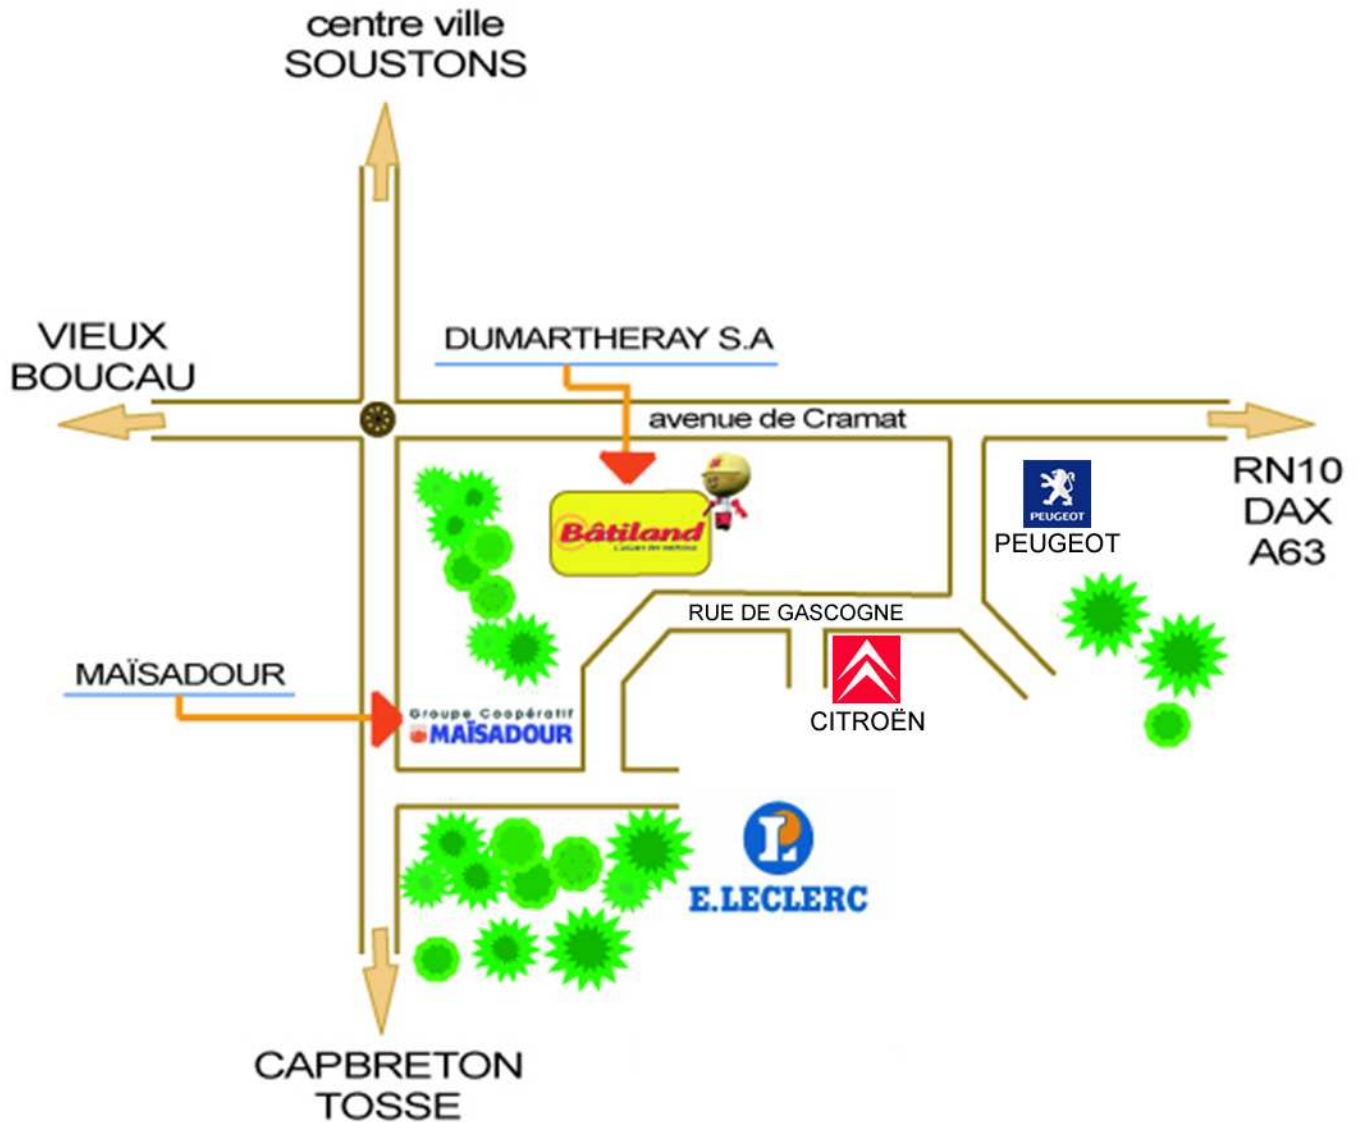 centre ville
SOUSTONS
VIEUX
BOUCAU
DUMARTHERAY S.A
avenue de Cramat
RN10
DAX
A63
PEUGEOT
PEUGEOT
Bâtiland
RUE DE GASCOGNE
MAÏSADOUR
Groupe Coopératif
MAÏSADOUR
CITROËN
E.LECLERC
CAPBRETON
TOSSE